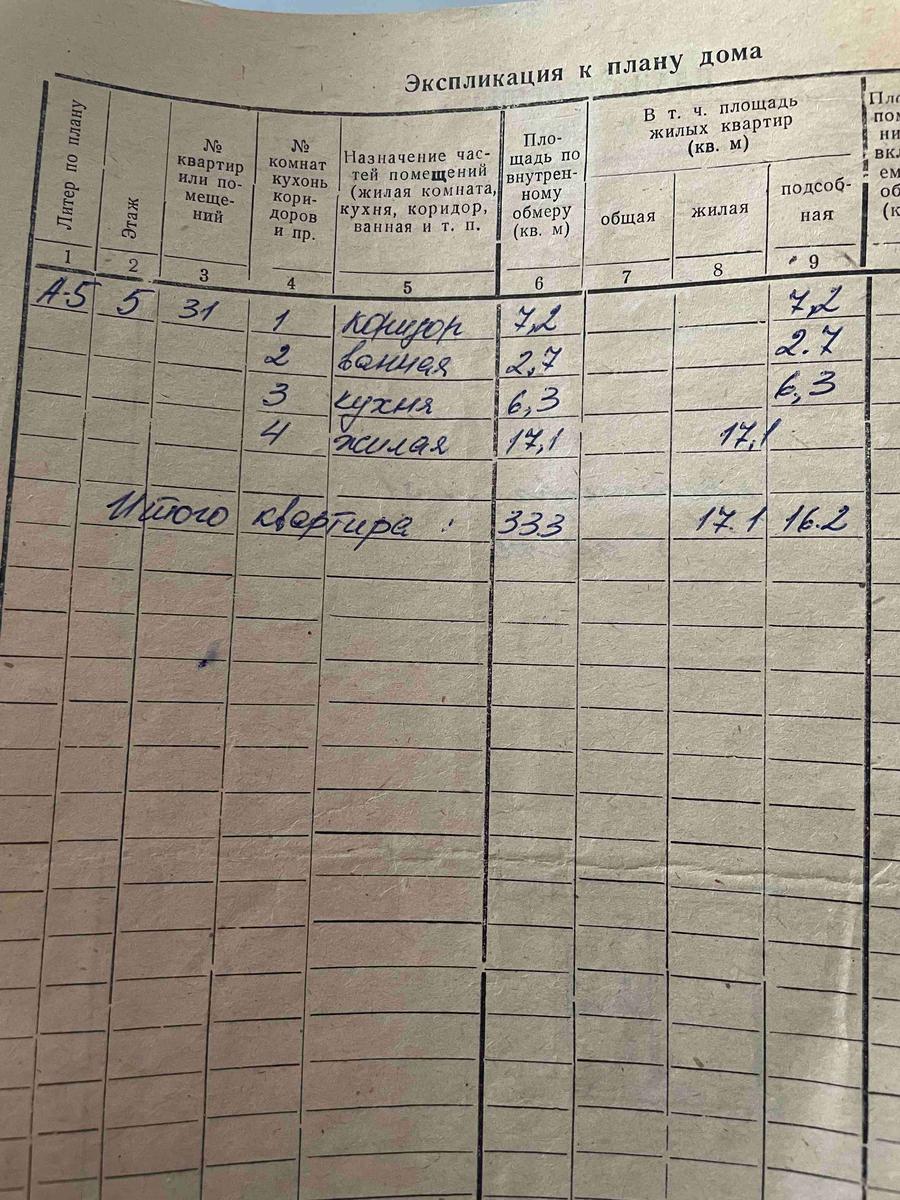 Экспликация к плану дома
Литер по плану
Этаж
№ квартир или помещений
№ комнат кухонь коридоров и пр.
Назначение частей помещений (жилая комната, кухня, коридор, ванная и т. п.
Площадь по внутреннему обмеру (кв. м)
В т. ч. площадь жилых квартир (кв. м)
общая
жилая
подсобная
1 2 3 4 5 6 7 8 9
А-5 5 31 1 коридор 7,2 7,2
2 ванная 2,7 2.7
3 кухня 6,3 6,3
4 жилая 17,1 17,1
Итого квартира : 333 17.1 16.2